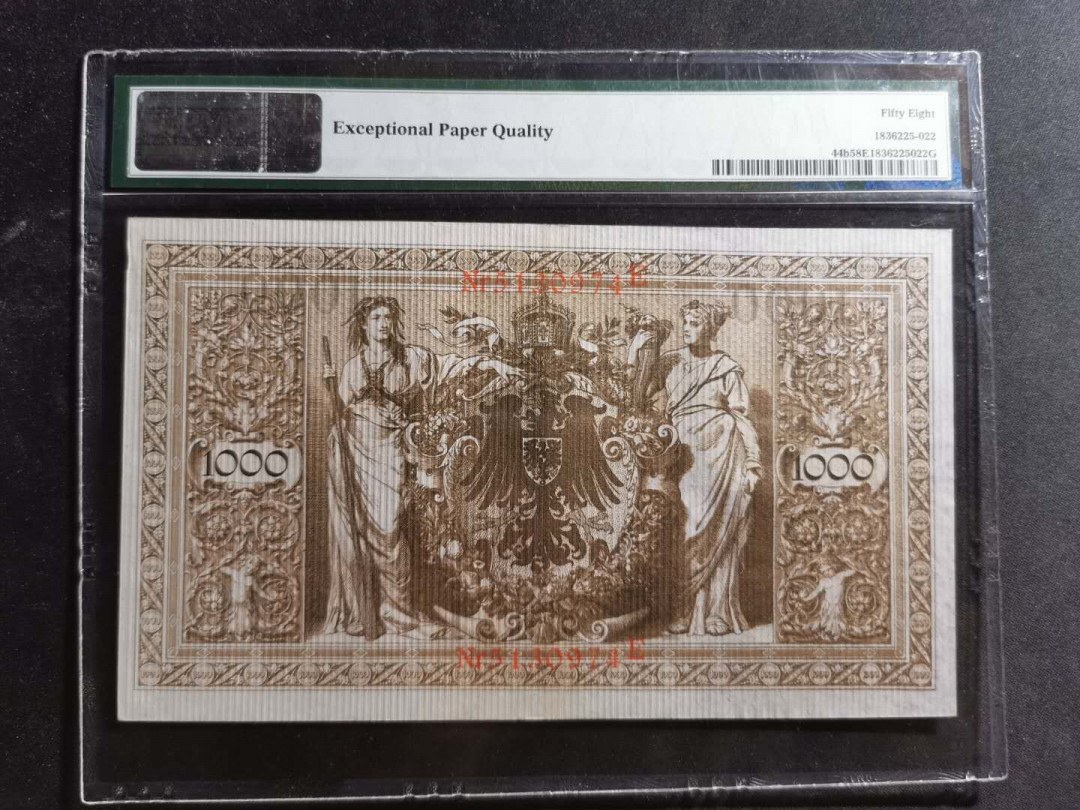 Exceptional Paper Quality
Fifty Eight
1836225-022
44b58E1836225022G
Nr5130974E
1000
1000
Nr5130974E